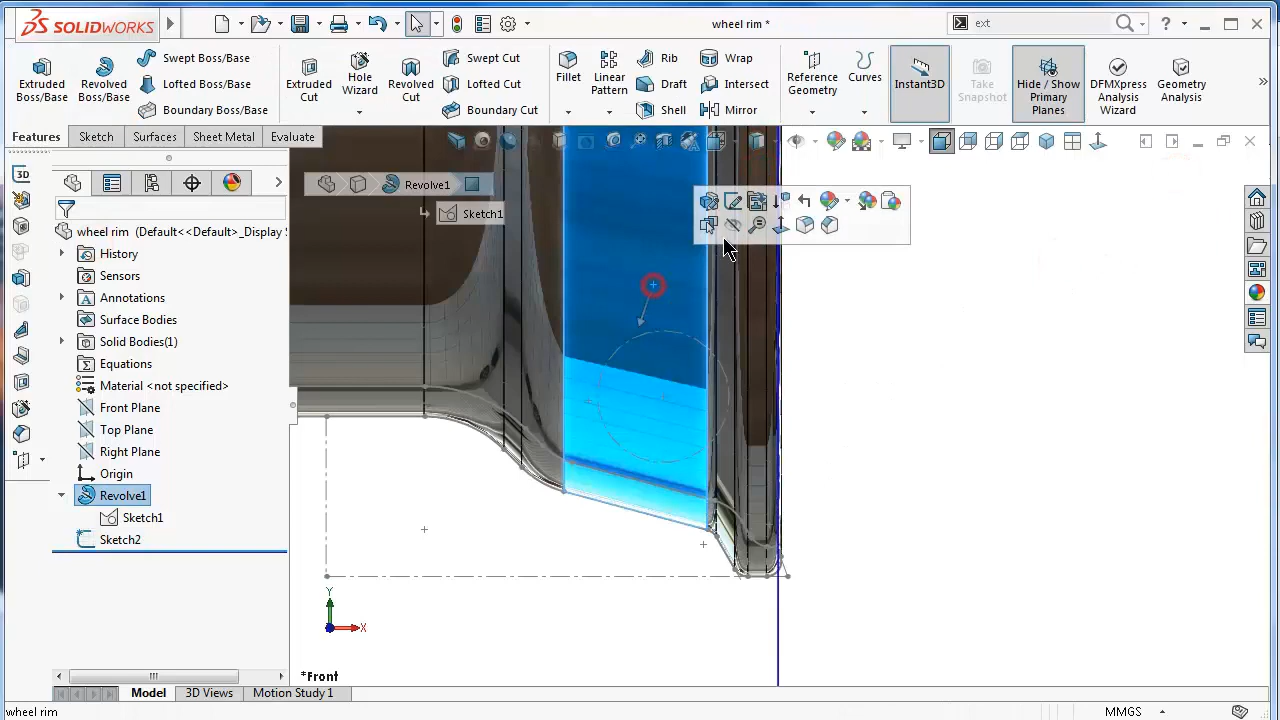 SOLIDWORKS
wheel rim *
ext
Extruded Boss/Base
Revolved Boss/Base
Swept Boss/Base
Lofted Boss/Base
Boundary Boss/Base
Extruded Cut
Hole Wizard
Revolved Cut
Swept Cut
Lofted Cut
Boundary Cut
Fillet
Linear Pattern
Rib
Draft
Shell
Wrap
Intersect
Mirror
Reference Geometry
Curves
Instant3D
Take Snapshot
Hide / Show Primary Planes
DFMXpress Analysis Wizard
Geometry Analysis
Features
Sketch
Surfaces
Sheet Metal
Evaluate
3D
Revolve1
Sketch1
wheel rim (Default<<Default>_Display S
History
Sensors
Annotations
Surface Bodies
Solid Bodies(1)
Equations
Material <not specified>
Front Plane
Top Plane
Right Plane
Origin
Revolve1
Sketch1
Sketch2
Y
X
*Front
Model
3D Views
Motion Study 1
wheel rim
MMGS